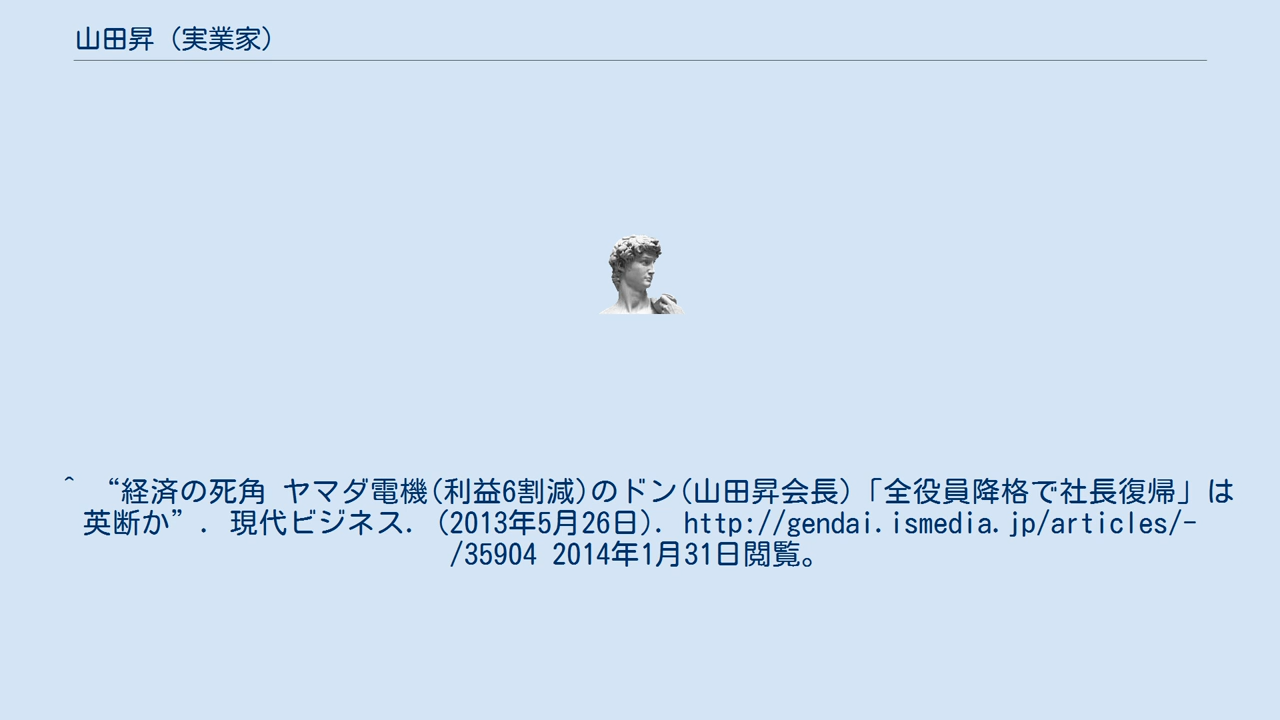 山田昇（実業家）
^ “経済の死角 ヤマダ電機(利益6割減)のドン(山田昇会長)「全役員降格で社長復帰」は
英断か”. 現代ビジネス. (2013年5月26日). http://gendai.ismedia.jp/articles/-
/35904 2014年1月31日閲覧。